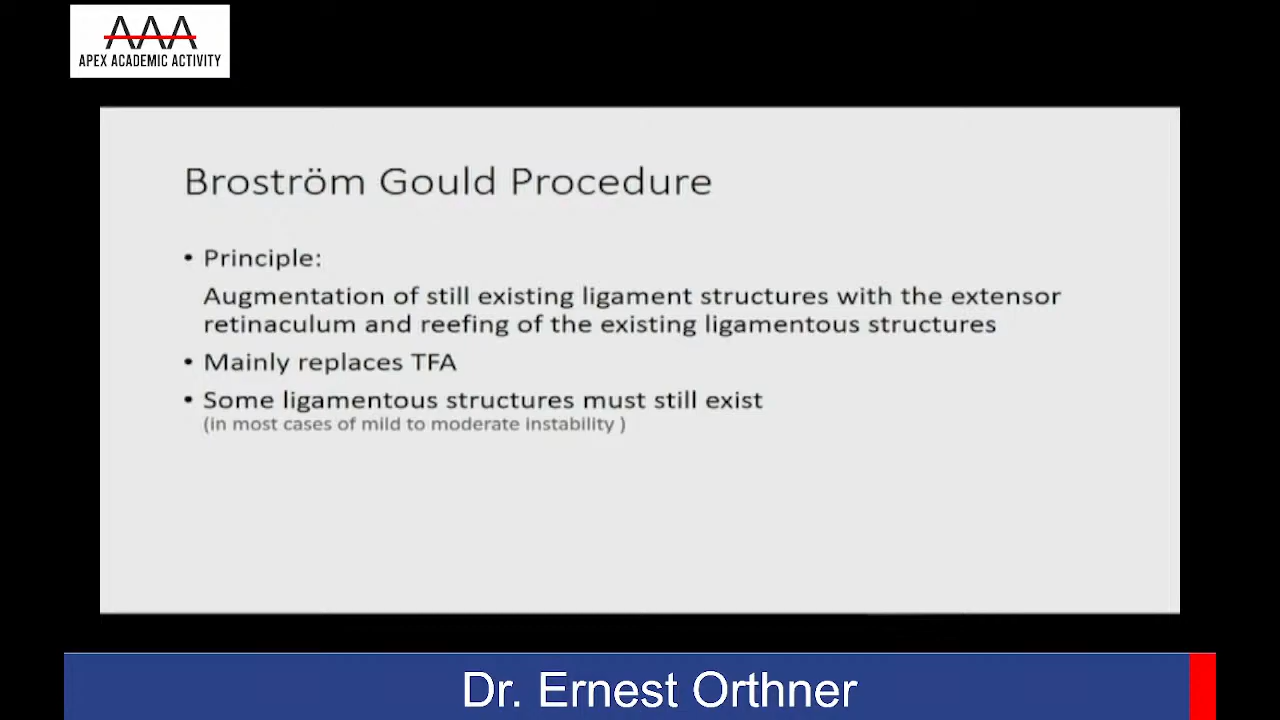 AAA
APEX ACADEMIC ACTIVITY
Broström Gould Procedure
• Principle:
Augmentation of still existing ligament structures with the extensor
retinaculum and reefing of the existing ligamentous structures
• Mainly replaces TFA
• Some ligamentous structures must still exist
(in most cases of mild to moderate instability )
Dr. Ernest Orthner